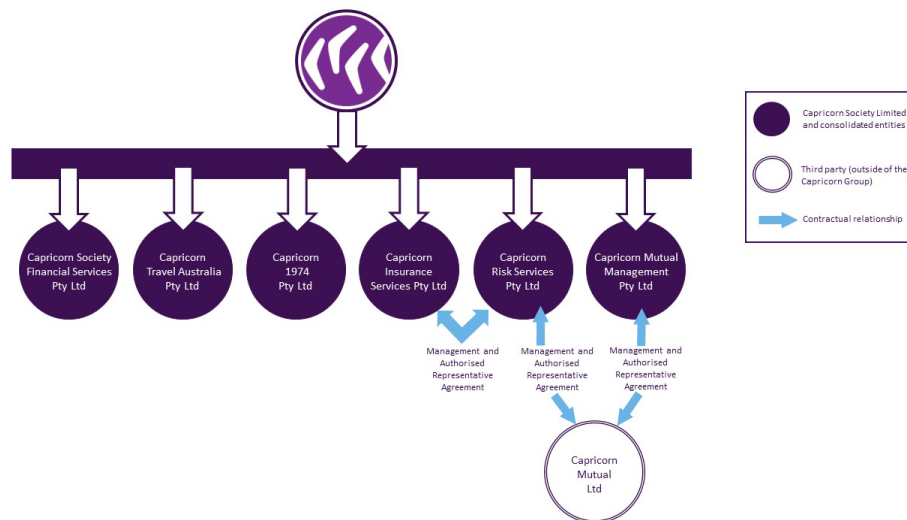 Capricorn Society Limited
and consolidated entities
Third party (outside of the
Capricorn Group)
Contractual relationship
Capricorn Society
Financial Services
Pty Ltd
Capricorn
Travel Australia
Pty Ltd
Capricorn
1974
Pty Ltd
Capricorn
Insurance
Services Pty Ltd
Capricorn
Risk Services
Pty Ltd
Capricorn Mutual
Management
Pty Ltd
Management and
Authorised
Representative
Agreement
Management and
Authorised
Representative
Agreement
Management and
Authorised
Representative
Agreement
Capricorn
Mutual
Ltd